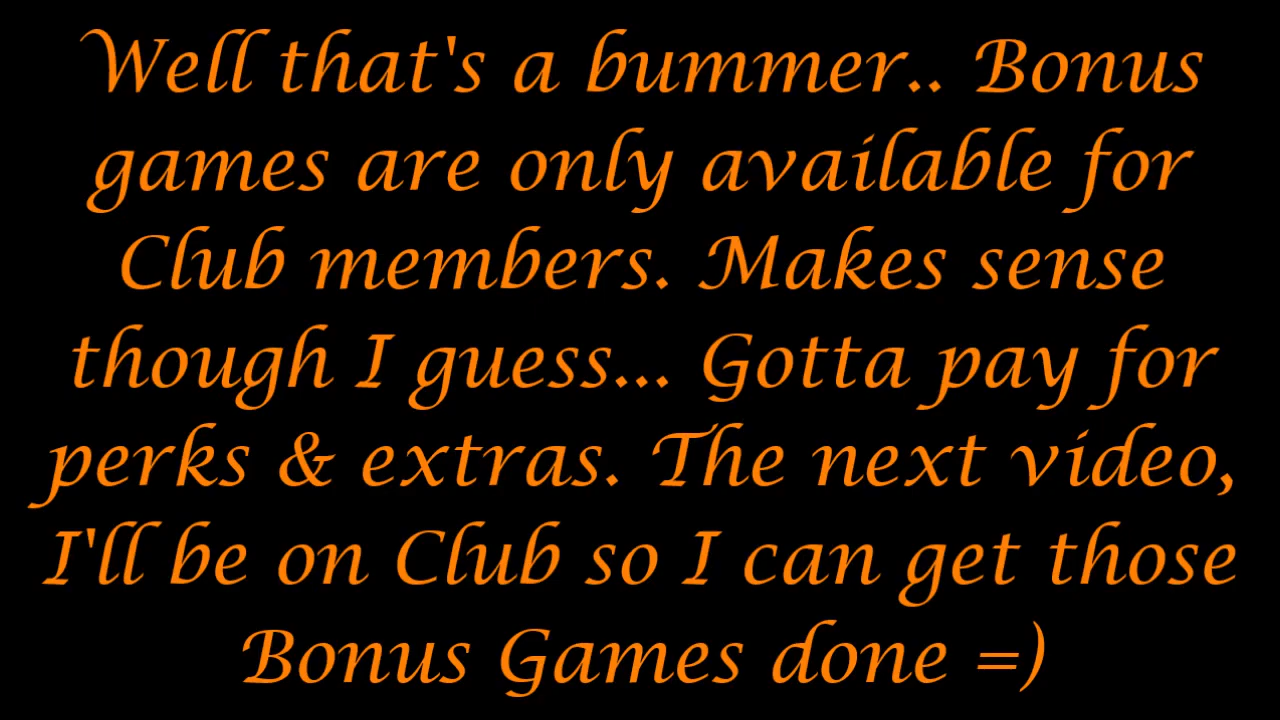 Well that's a bummer.. Bonus
games are only available for
Club members. Makes sense
though I guess... Gotta pay for
perks & extras. The next video,
I'll be on Club so I can get those
Bonus Games done =)